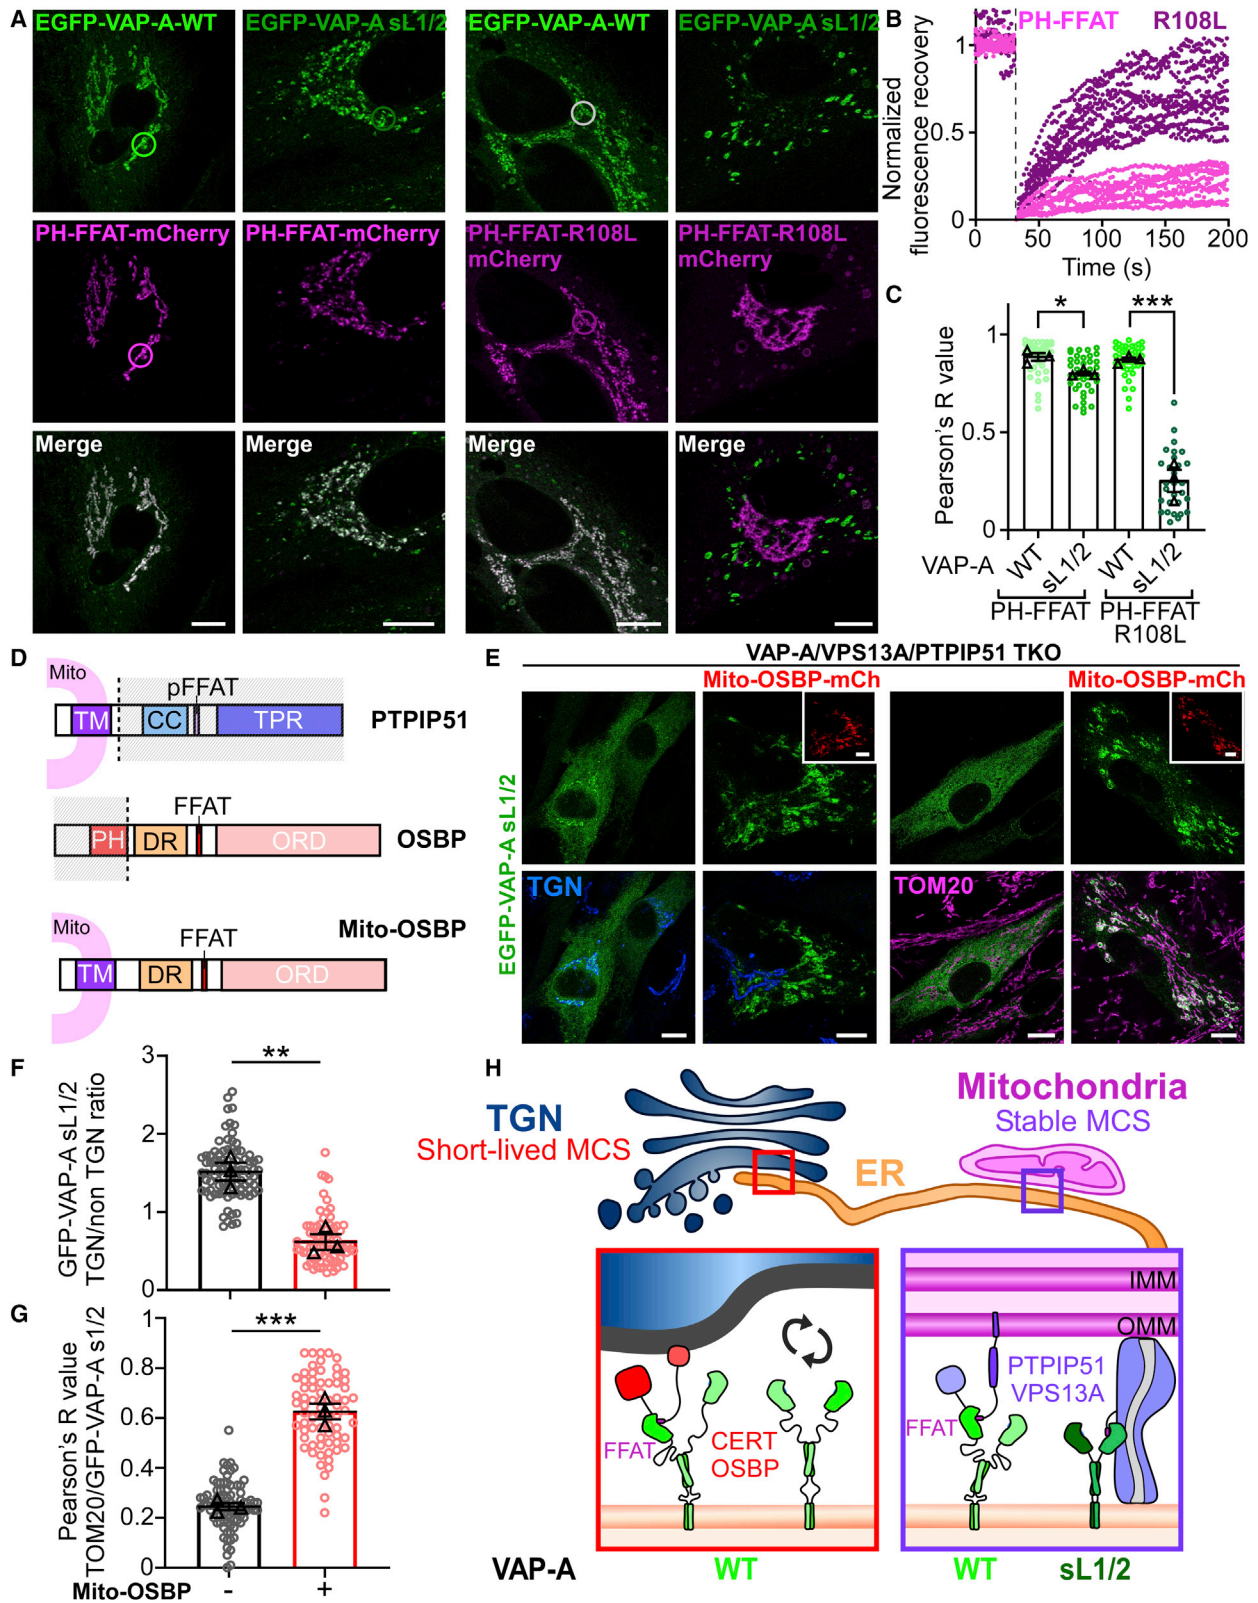 A
EGFP-VAP-A-WT
EGFP-VAP-A sL1/2
EGFP-VAP-A-WT
EGFP-VAP-A sL1/2
PH-FFAT-mCherry
PH-FFAT-mCherry
PH-FFAT-R108L
mCherry
PH-FFAT-R108L
mCherry
Merge
Merge
Merge
Merge
B
PH-FFAT
R108L
Normalized
fluorescence recovery
1
0.5
0
0
50
100
150
200
Time (s)
C
*
***
Pearson's R value
1
0.5
0
VAP-A
WT
sL1/2
WT
sL1/2
PH-FFAT
PH-FFAT
R108L
D
Mito
pFFAT
TM
CC
TPR
PTPIP51
FFAT
PH
DR
ORD
OSBP
Mito
FFAT
Mito-OSBP
TM
DR
ORD
E
VAP-A/VPS13A/PTPIP51 TKO
Mito-OSBP-mCh
Mito-OSBP-mCh
EGFP-VAP-A sL1/2
TGN
TOM20
F
GFP-VAP-A sL1/2
TGN/non TGN ratio
3
2
1
0
**
G
Pearson's R value
TOM20/GFP-VAP-A s1/2
1
0.8
0.6
0.4
0.2
0
***
Mito-OSBP
-
+
H
TGN
Short-lived MCS
Mitochondria
Stable MCS
ER
FFAT
CERT
OSBP
IMM
OMM
PTPIP51
VPS13A
FFAT
VAP-A
WT
WT
sL1/2